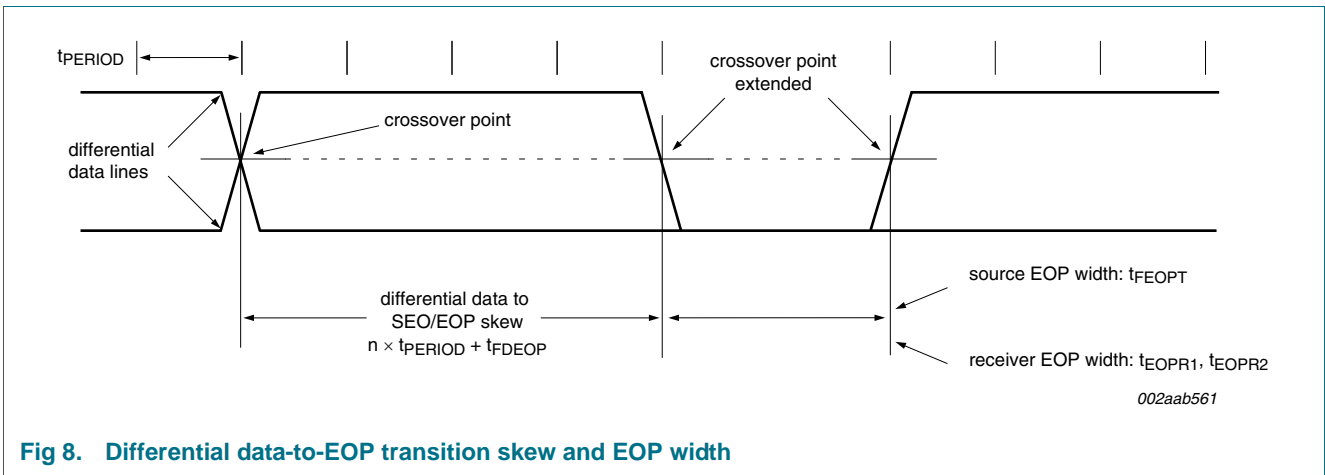 tPERIOD
crossover point
extended
crossover point
differential
data lines
source EOP width: tFEOPT
differential data to
SEO/EOP skew
n × tPERIOD + tFDEOP
receiver EOP width: tEOPR1, tEOPR2
002aab561
Fig 8. Differential data-to-EOP transition skew and EOP width